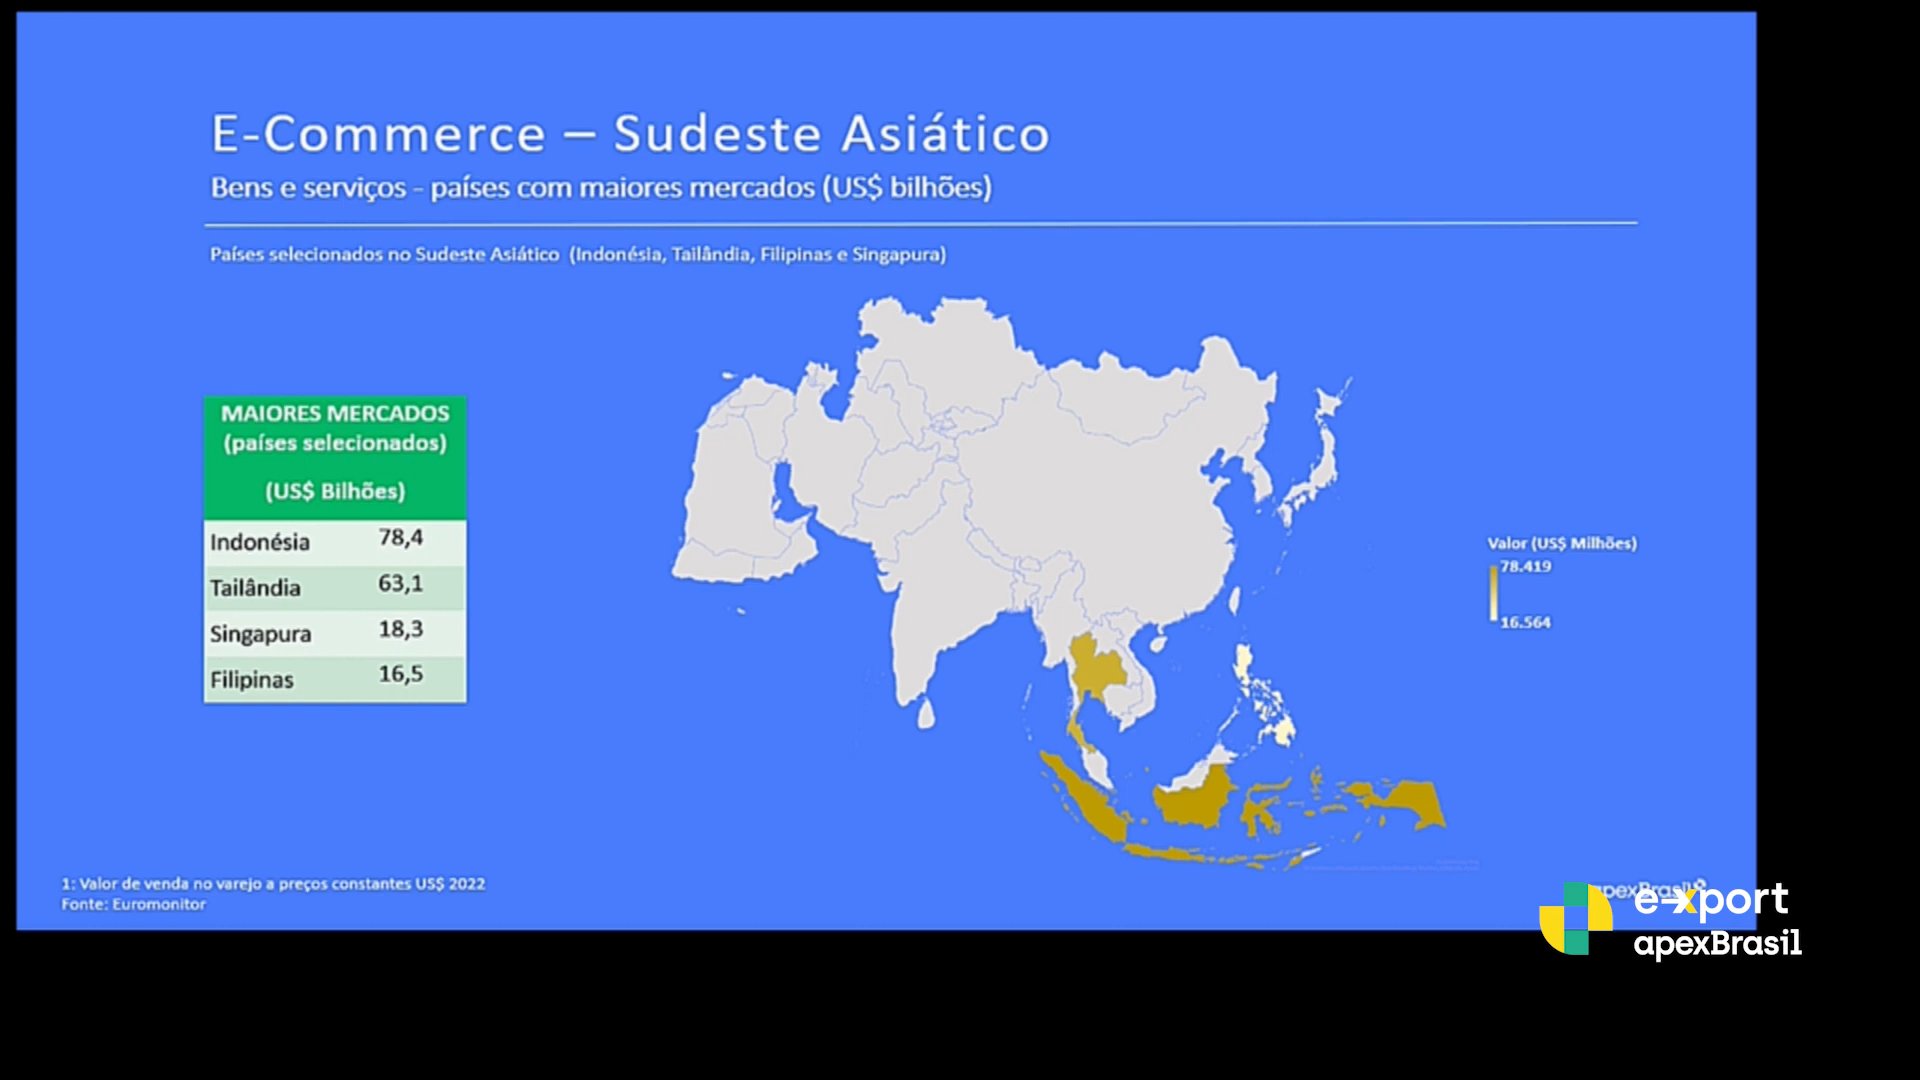 E-Commerce – Sudeste Asiático
Bens e serviços - países com maiores mercados (US$ bilhões)
Países selecionados no Sudeste Asiático (Indonésia, Tailândia, Filipinas e Singapura)
MAIORES MERCADOS
(países selecionados)
(US$ Bilhões)
Indonésia 78,4
Tailândia 63,1
Singapura 18,3
Filipinas 16,5
Valor (US$ Milhões)
78.419
16.564
1: Valor de venda no varejo a preços constantes US$ 2022
Fonte: Euromonitor
apexBrasil
e-xport
apexBrasil